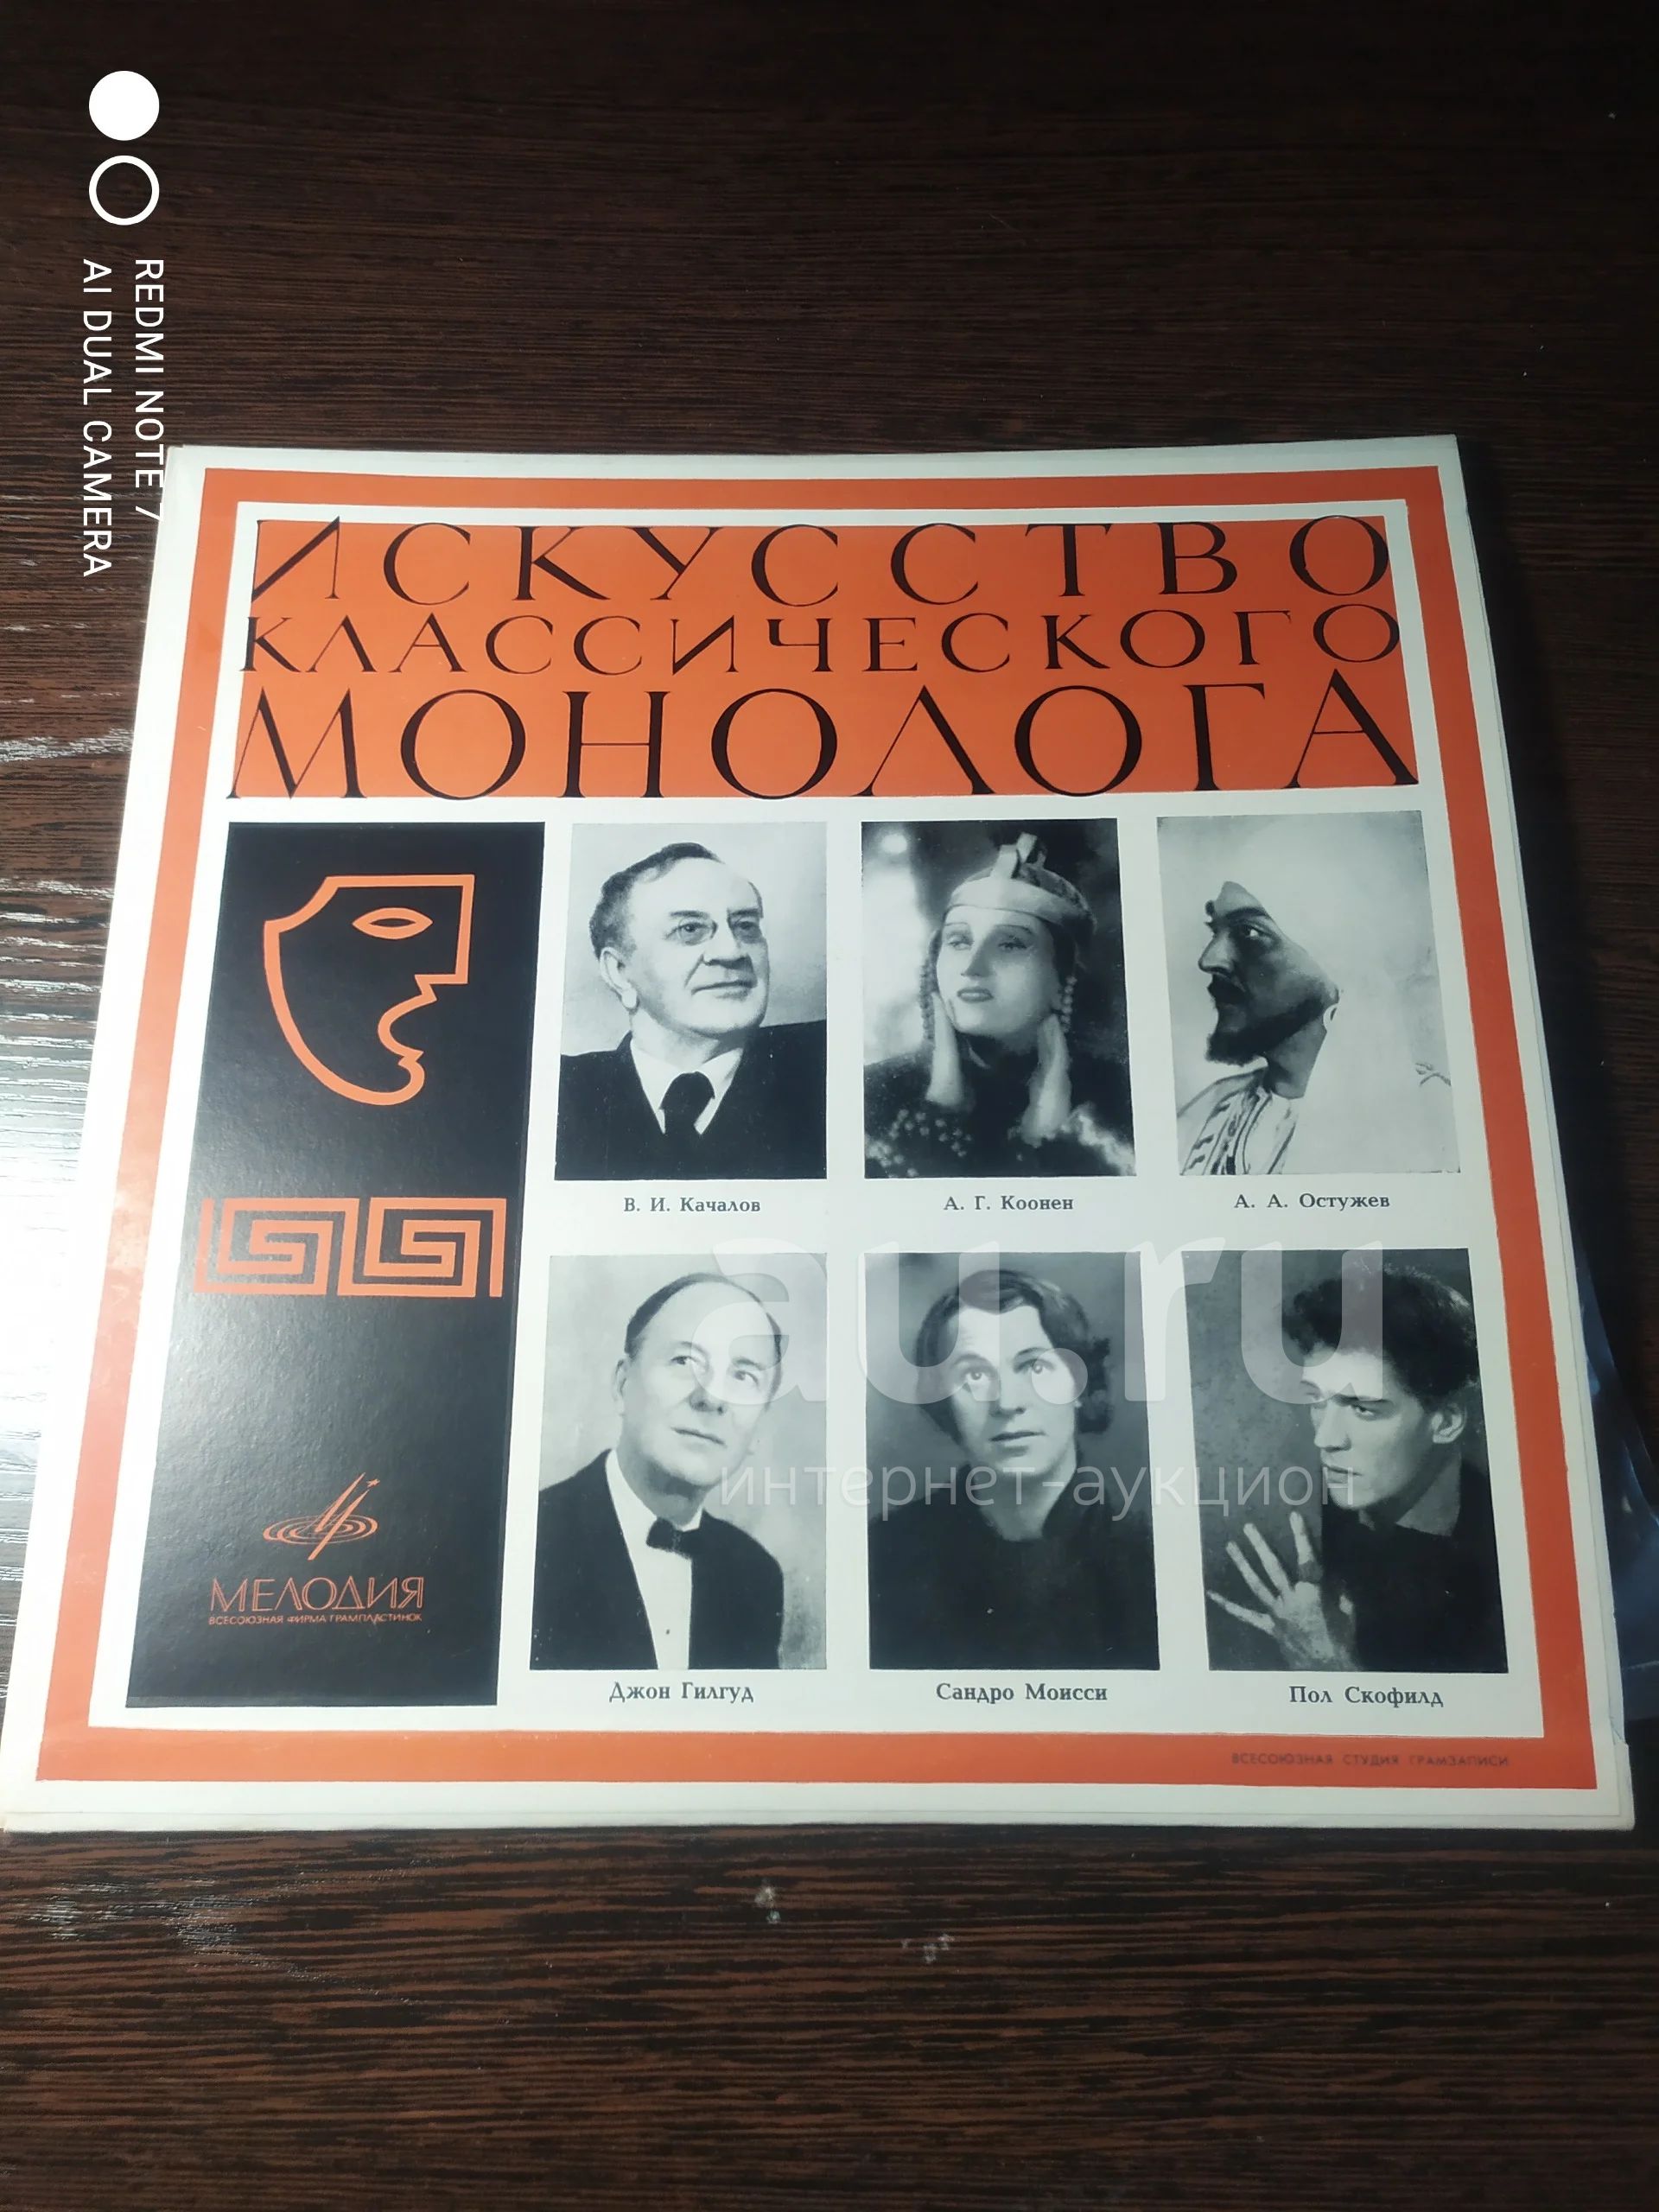 REDMI NOTE 7
AI DUAL CAMERA
ИСКУССТВО
КЛАССИЧЕСКОГО
МОНОЛОГА
В. И. Качалов
А. Г. Коонен
А. А. Остужев
au.ru
интернет-аукцион
МЕЛОДИЯ
ВСЕСОЮЗНАЯ ФИРМА ГРАМПЛАСТИНОК
Джон Гилгуд
Сандро Моисси
Пол Скофилд
ВСЕСОЮЗНАЯ СТУДИЯ ГРАМЗАПИСИ